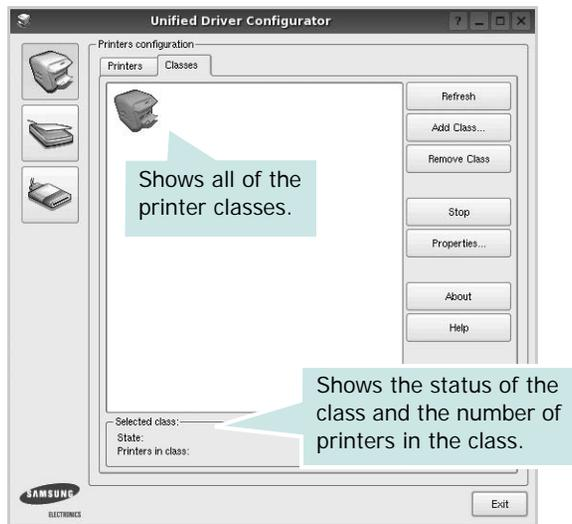 Unified Driver Configurator
Printers configuration
Printers
Classes
Refresh
Add Class...
Remove Class
Shows all of the
printer classes.
Stop
Properties...
About
Help
Shows the status of the
class and the number of
printers in the class.
Selected class:
State:
Printers in class:
SAMSUNG
ELECTRONICS
Exit